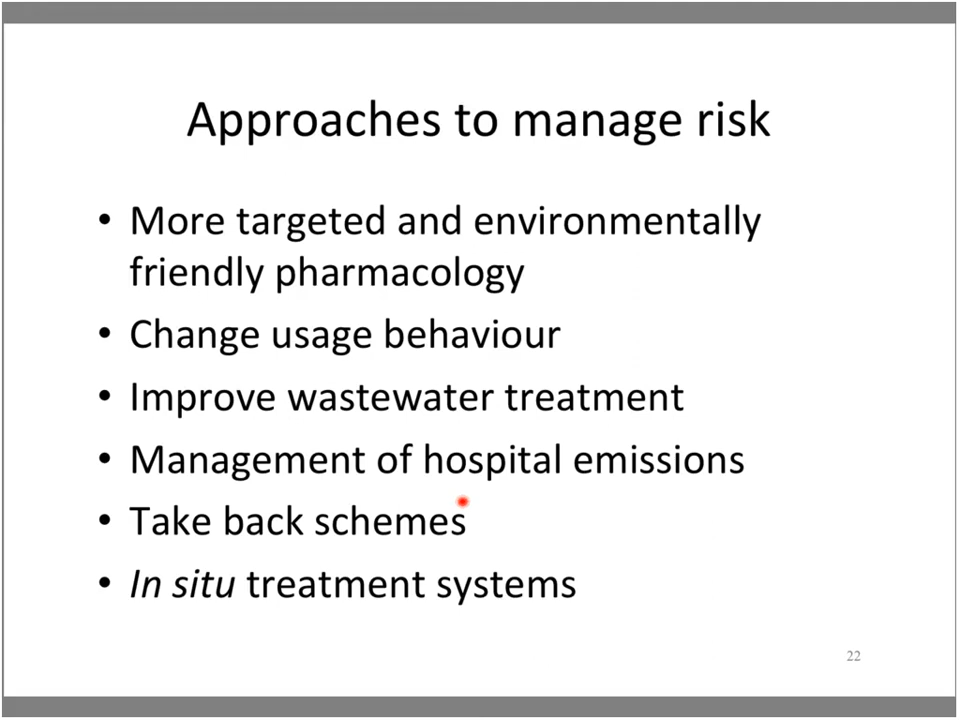 Approaches to manage risk
• More targeted and environmentally
friendly pharmacology
• Change usage behaviour
• Improve wastewater treatment
• Management of hospital emissions
• Take back schemes
• In situ treatment systems
22